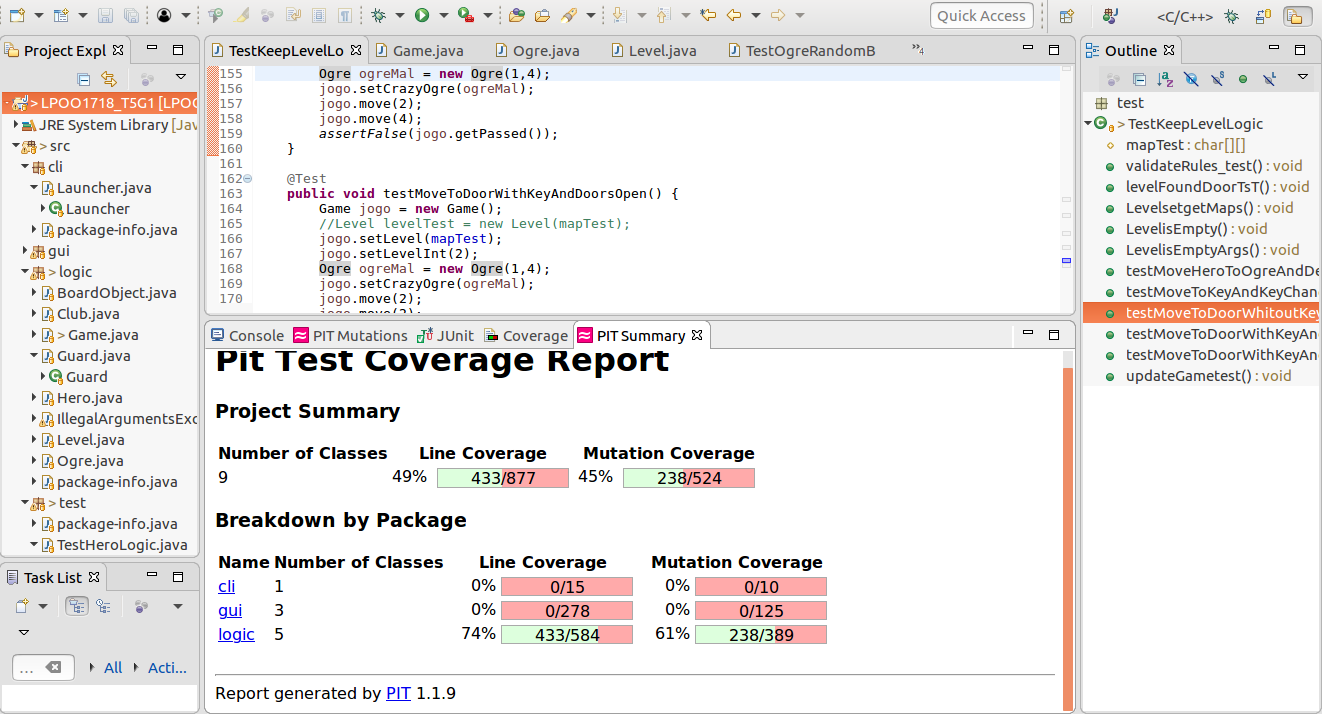 Quick Access
<C/C++>
Project Expl
> LPOO1718_T5G1 [LPOO
JRE System Library [Jav
> src
cli
Launcher.java
Launcher
package-info.java
gui
> logic
BoardObject.java
Club.java
> Game.java
Guard.java
Guard
Hero.java
IllegalArgumentsExc
Level.java
Ogre.java
package-info.java
> test
package-info.java
TestHeroLogic.java
Task List
...
All
Acti...
TestKeepLevelLo
Game.java
Ogre.java
Level.java
TestOgreRandomB
»4
155 Ogre ogreMal = new Ogre(1,4);
156 jogo.setCrazyOgre(ogreMal);
157 jogo.move(2);
158 jogo.move(4);
159 assertFalse(jogo.getPassed());
160 }
161
162 @Test
163 public void testMoveToDoorWithKeyAndDoorsOpen() {
164 Game jogo = new Game();
165 //Level levelTest = new Level(mapTest);
166 jogo.setLevel(mapTest);
167 jogo.setLevelInt(2);
168 Ogre ogreMal = new Ogre(1,4);
169 jogo.setCrazyOgre(ogreMal);
170 jogo.move(2);
jogo.move(2);
Console
PIT Mutations
JUnit
Coverage
PIT Summary
Pit Test Coverage Report
Project Summary
Number of Classes Line Coverage Mutation Coverage
9 49% 433/877 45% 238/524
Breakdown by Package
Name Number of Classes Line Coverage Mutation Coverage
cli 1 0% 0/15 0% 0/10
gui 3 0% 0/278 0% 0/125
logic 5 74% 433/584 61% 238/389
Report generated by PIT 1.1.9
Outline
test
> TestKeepLevelLogic
mapTest : char[][]
validateRules_test() : void
levelFoundDoorTsT() : void
LevelsetgetMaps() : void
LevelisEmpty() : void
LevelisEmptyArgs() : void
testMoveHeroToOgreAndDe
testMoveToKeyAndKeyChan
testMoveToDoorWhitoutKey
testMoveToDoorWithKeyAn
testMoveToDoorWithKeyAn
updateGametest() : void